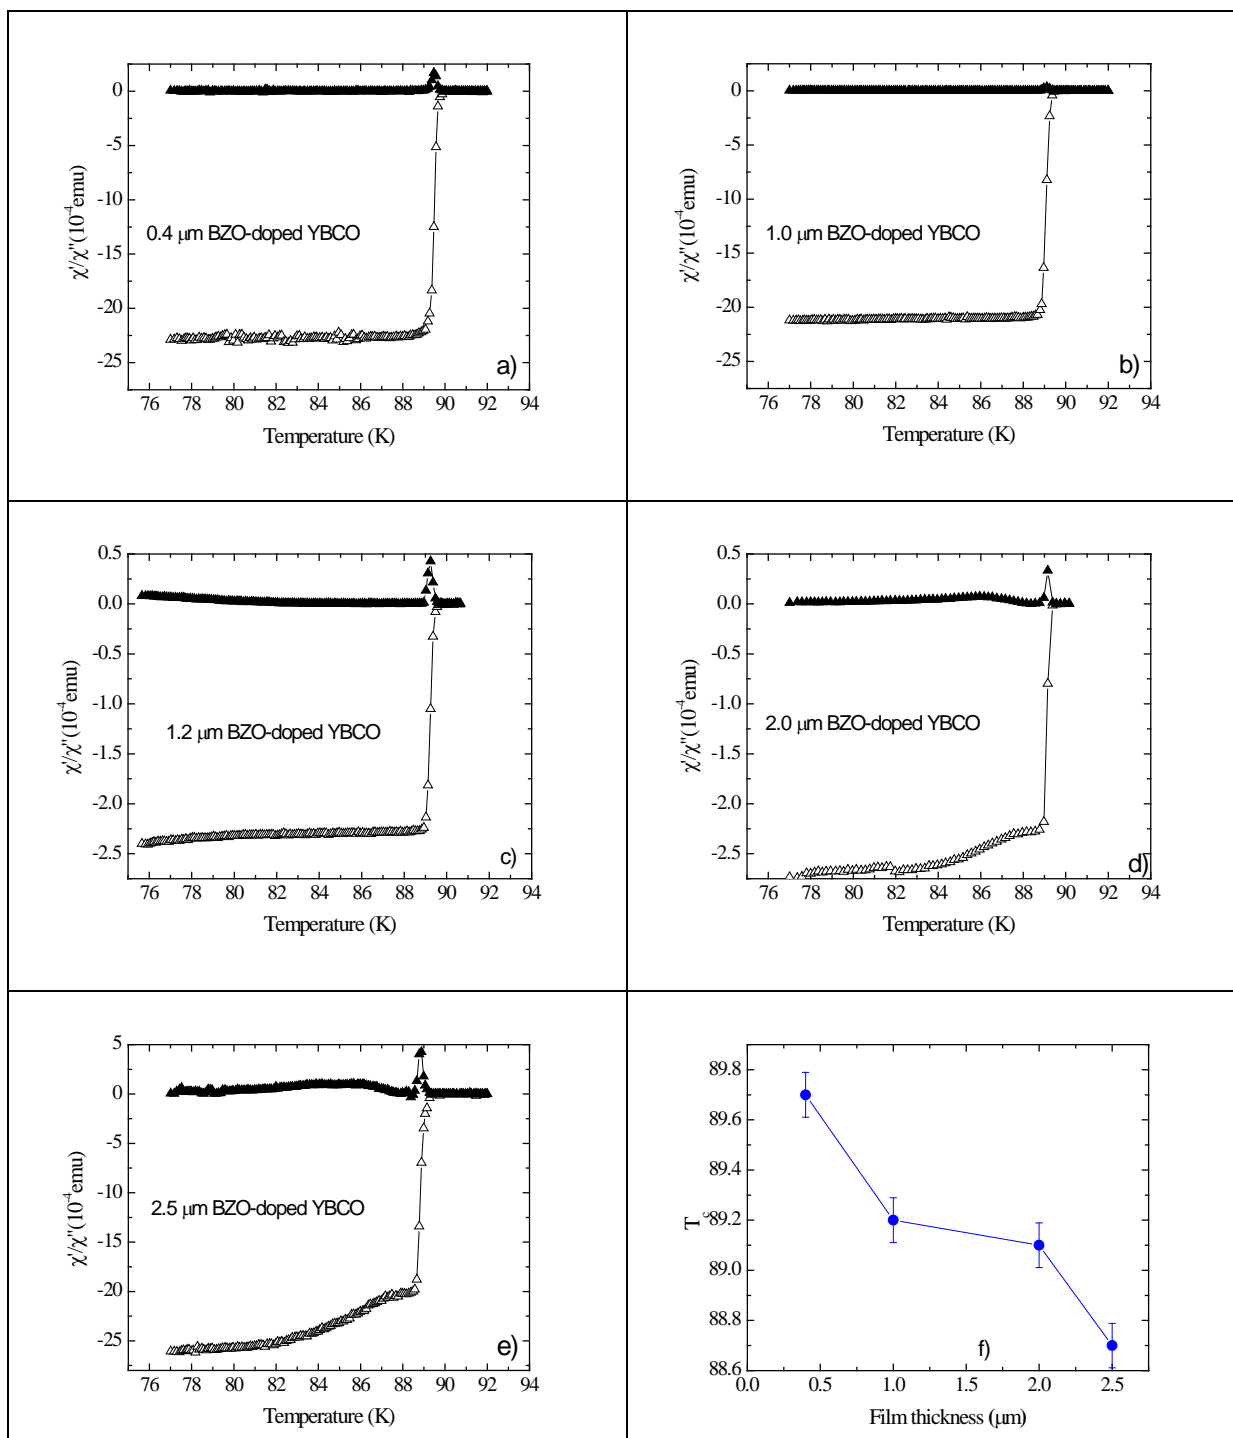 0
-5
-10
-15
-20
-25
χ'/χ''(10⁻⁴emu)
0.4 μm BZO-doped YBCO
a)
76 78 80 82 84 86 88 90 92 94
Temperature (K)
0
-5
-10
-15
-20
-25
χ'/χ''(10⁻⁴emu)
1.0 μm BZO-doped YBCO
b)
76 78 80 82 84 86 88 90 92 94
Temperature (K)
0.5
0.0
-0.5
-1.0
-1.5
-2.0
-2.5
χ'/χ''(10⁻⁴emu)
1.2 μm BZO-doped YBCO
c)
76 78 80 82 84 86 88 90 92 94
Temperature (K)
0.5
0.0
-0.5
-1.0
-1.5
-2.0
-2.5
χ'/χ''(10⁻⁴emu)
2.0 μm BZO-doped YBCO
d)
76 78 80 82 84 86 88 90 92 94
Temperature (K)
5
0
-5
-10
-15
-20
-25
χ'/χ''(10⁻⁴emu)
2.5 μm BZO-doped YBCO
e)
76 78 80 82 84 86 88 90 92 94
Temperature (K)
89.8
89.6
89.4
89.2
89.0
88.8
88.6
T_c
f)
0.0 0.5 1.0 1.5 2.0 2.5
Film thickness (μm)